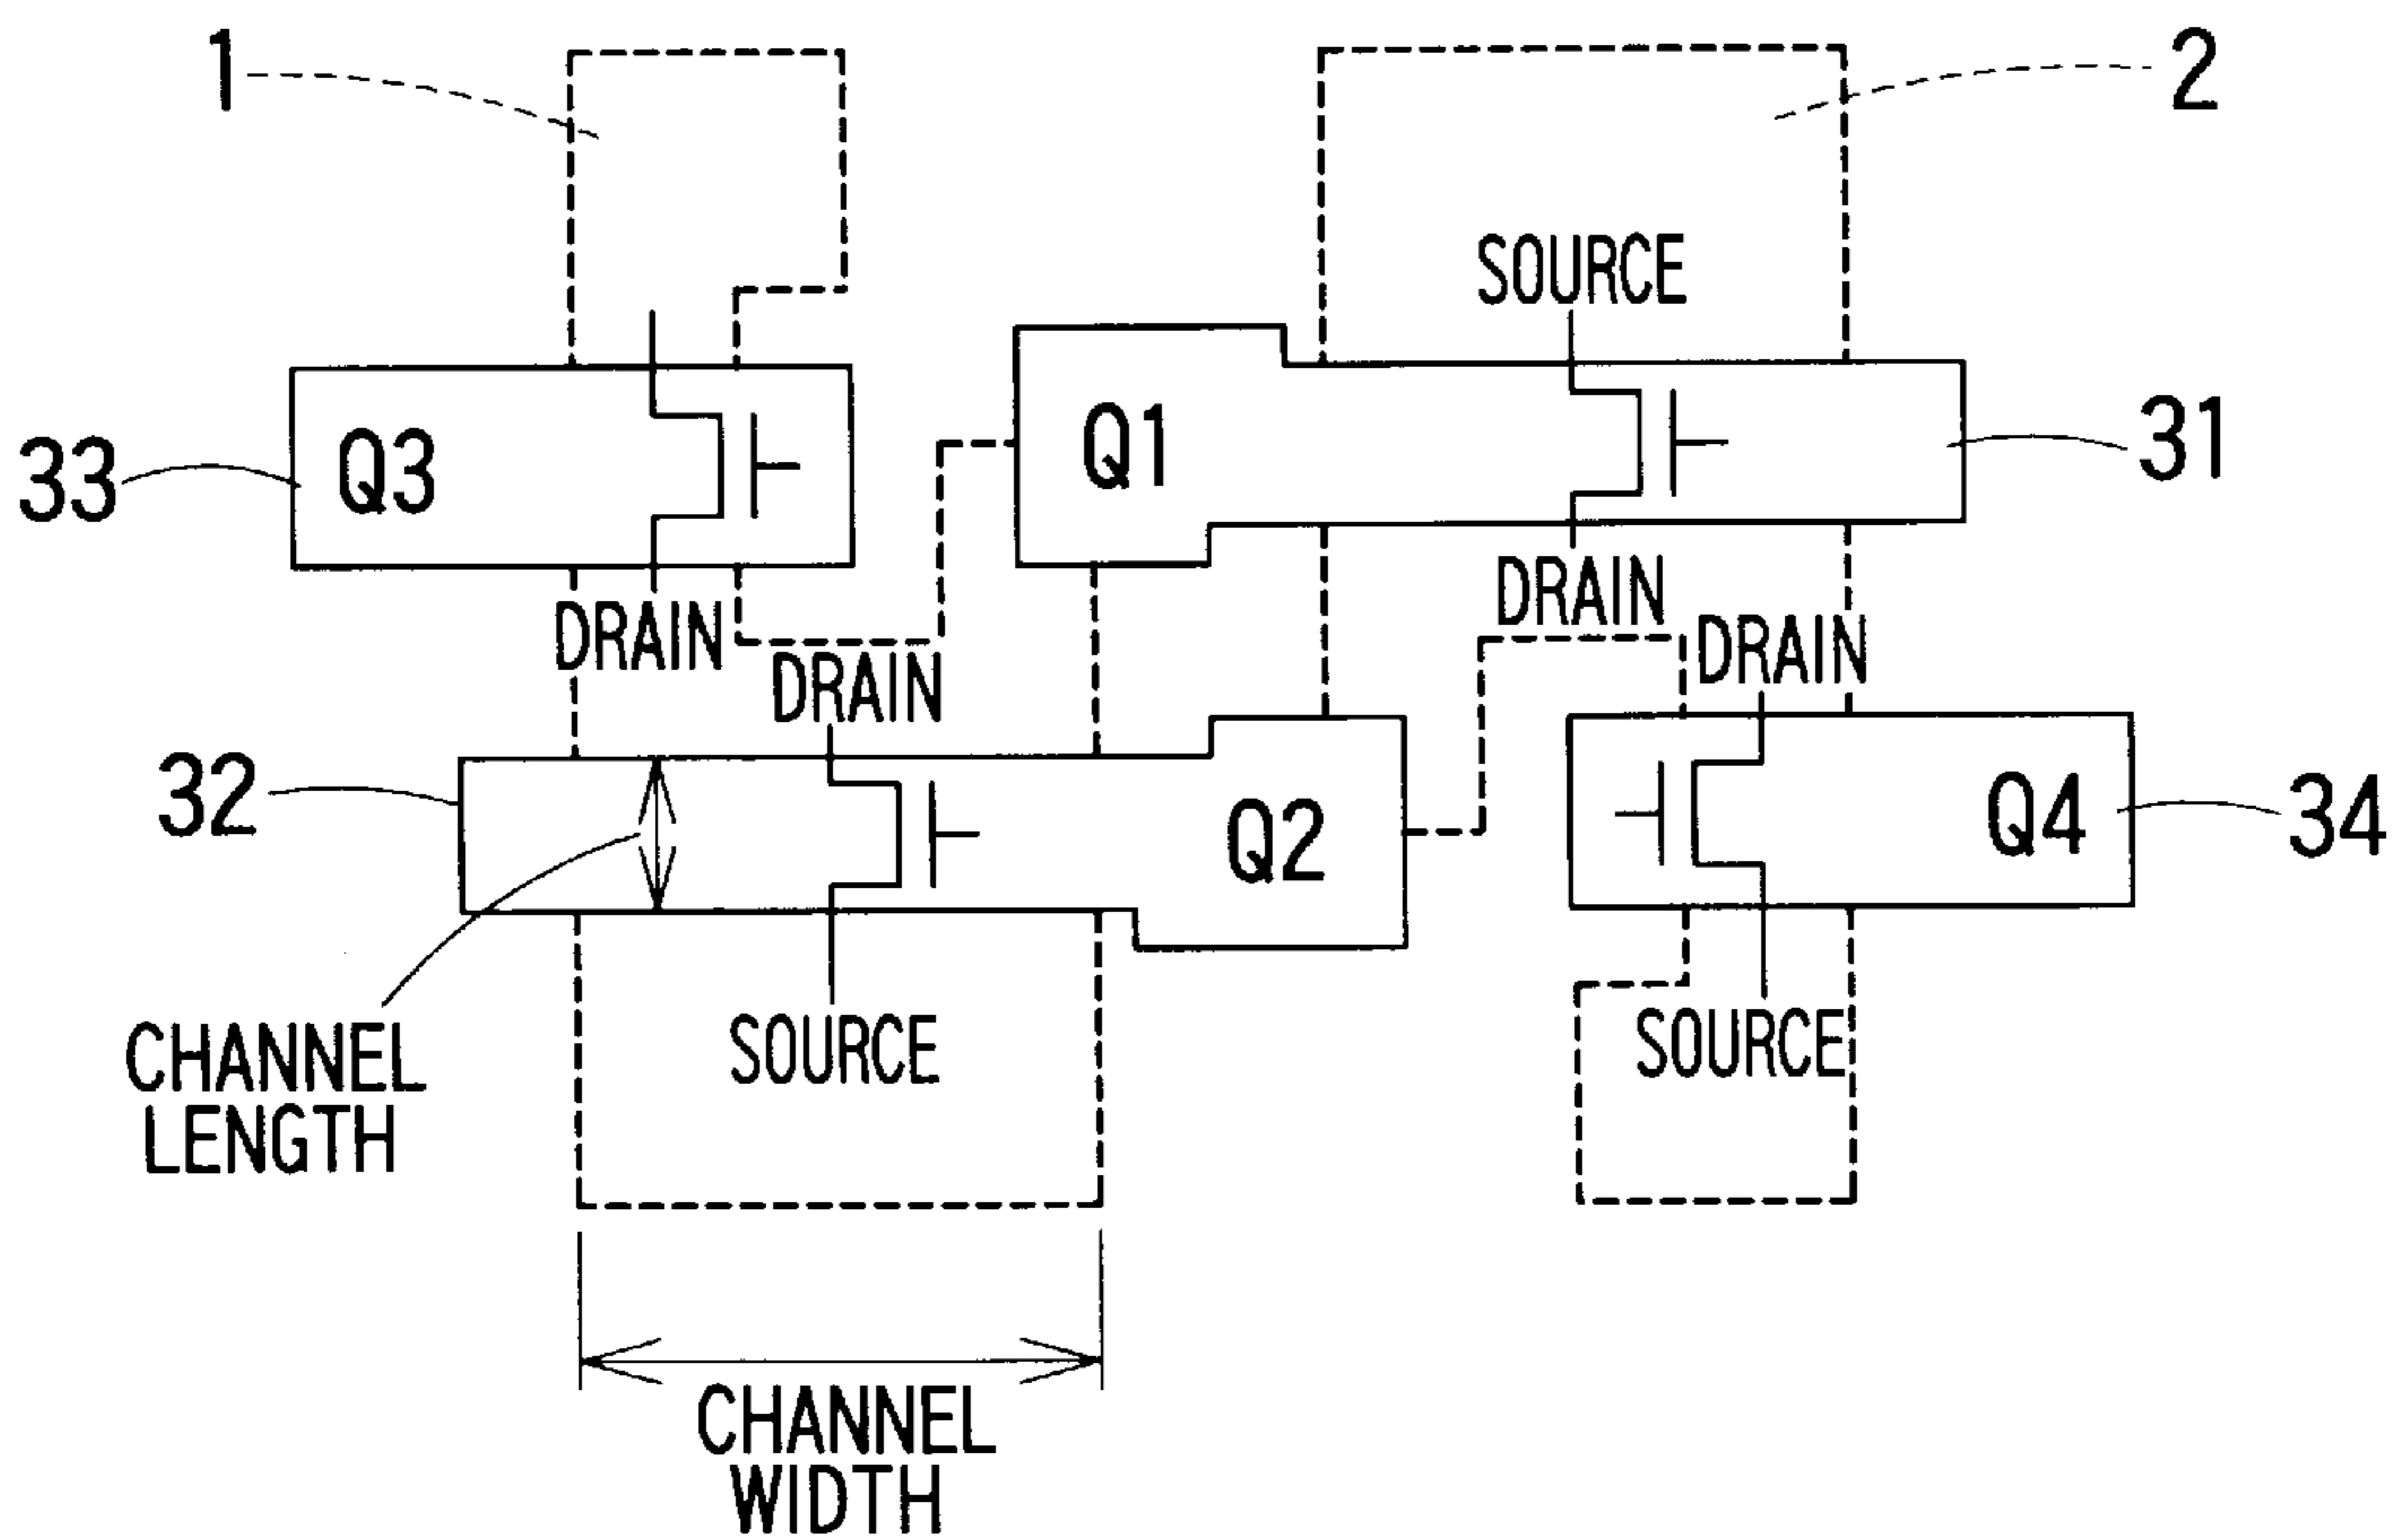 1
2
SOURCE
Q3
Q1
33
31
DRAIN
DRAIN
DRAIN
DRAIN
32
Q2
Q4
34
CHANNEL
LENGTH
SOURCE
SOURCE
CHANNEL
WIDTH